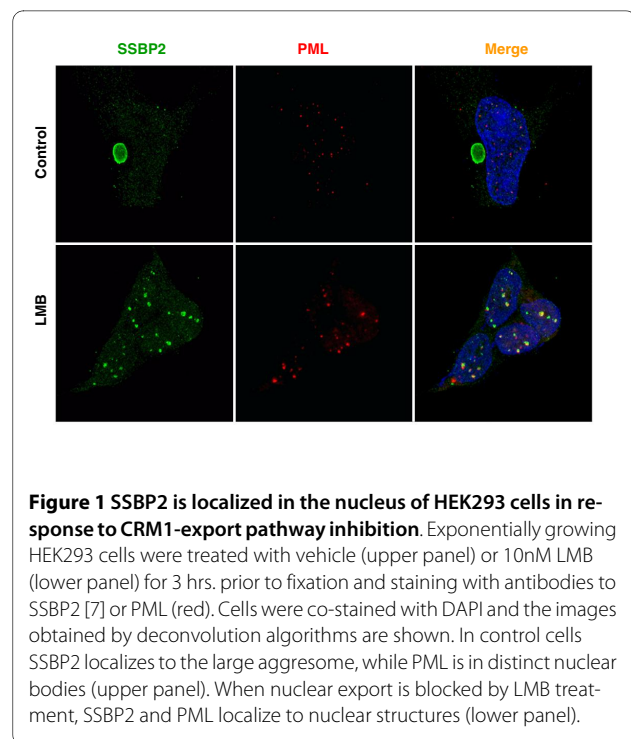 SSBP2 PML Merge
Control
LMB
Figure 1 SSBP2 is localized in the nucleus of HEK293 cells in re-
sponse to CRM1-export pathway inhibition. Exponentially growing
HEK293 cells were treated with vehicle (upper panel) or 10nM LMB
(lower panel) for 3 hrs. prior to fixation and staining with antibodies to
SSBP2 [7] or PML (red). Cells were co-stained with DAPI and the images
obtained by deconvolution algorithms are shown. In control cells
SSBP2 localizes to the large aggresome, while PML is in distinct nuclear
bodies (upper panel). When nuclear export is blocked by LMB treat-
ment, SSBP2 and PML localize to nuclear structures (lower panel).